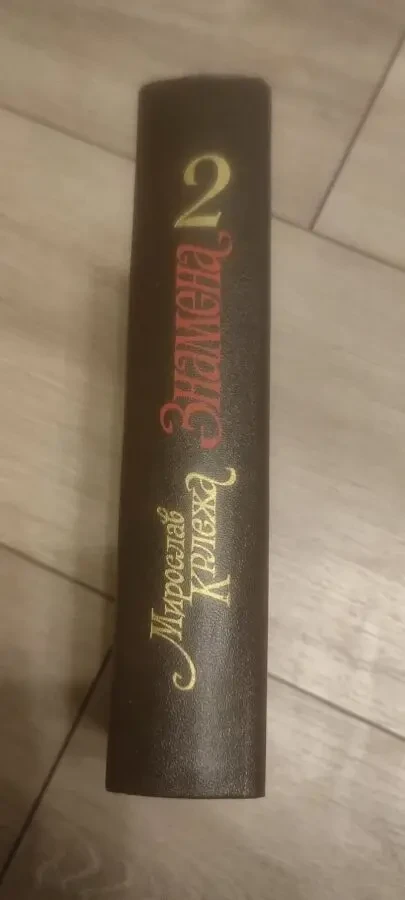 Мирослав
Крлежа
Знамена
2